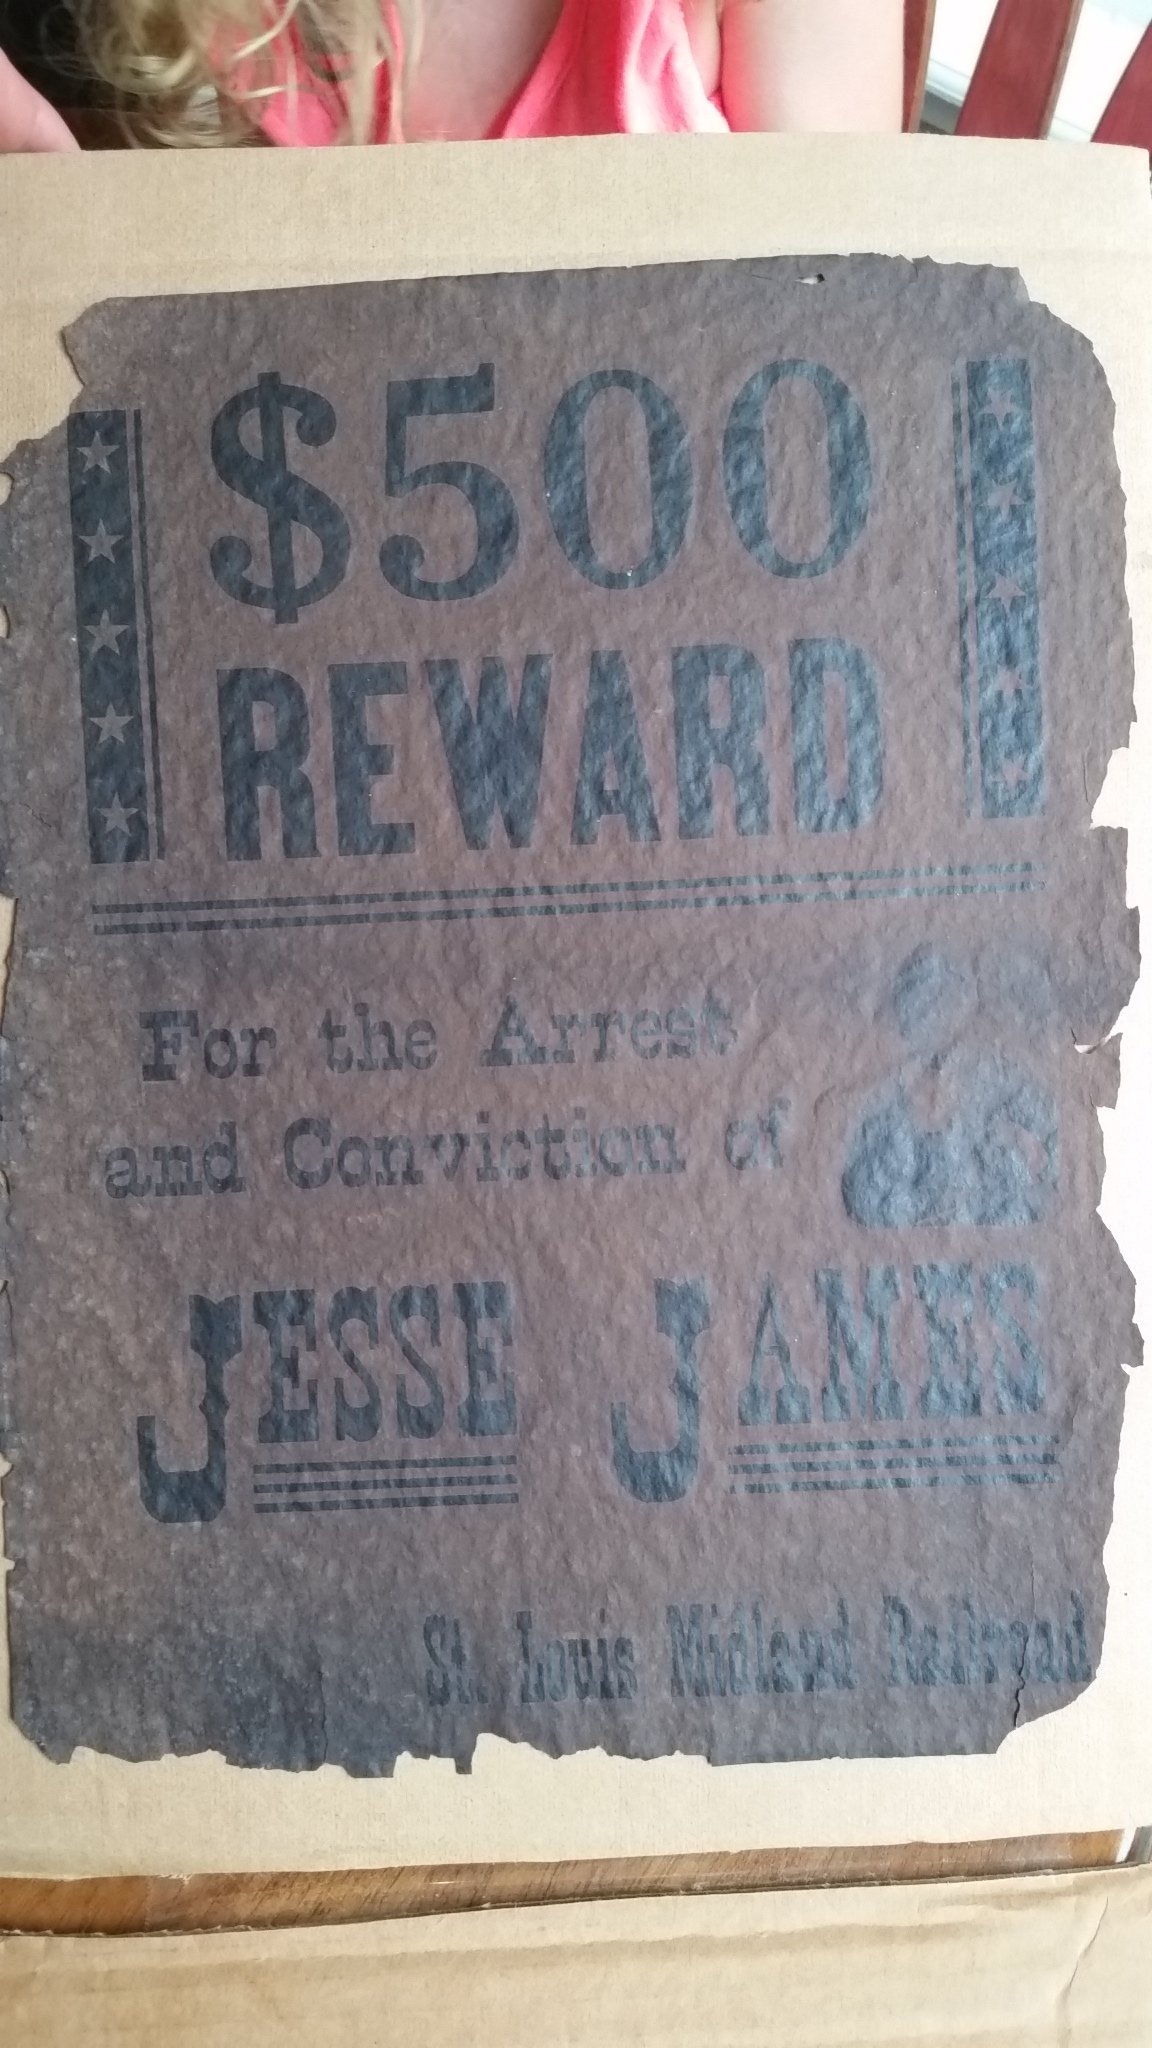 $500
REWARD
For the Arrest
and Conviction of
JESSE JAMES
St. Louis Midland Railroad